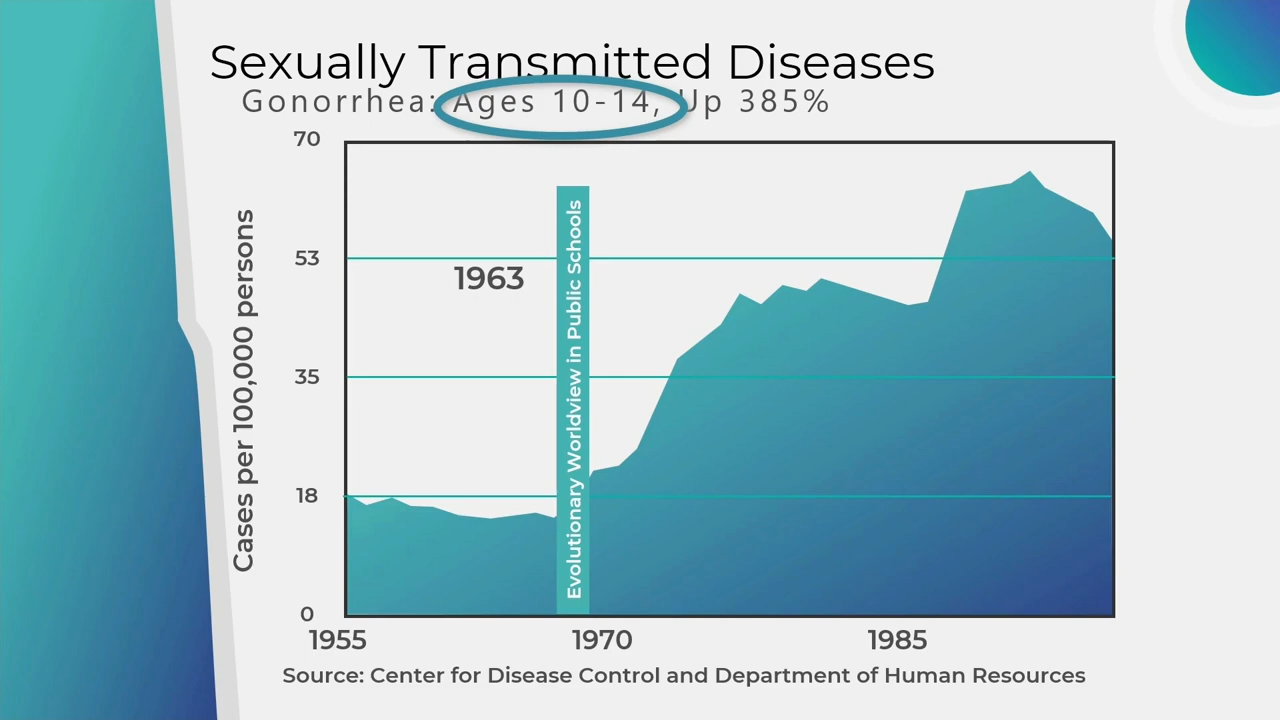 Sexually Transmitted Diseases
Gonorrhea: Ages 10-14, Up 385%
70
53
35
18
0
Cases per 100,000 persons
1963
Evolutionary Worldview in Public Schools
1955 1970 1985
Source: Center for Disease Control and Department of Human Resources